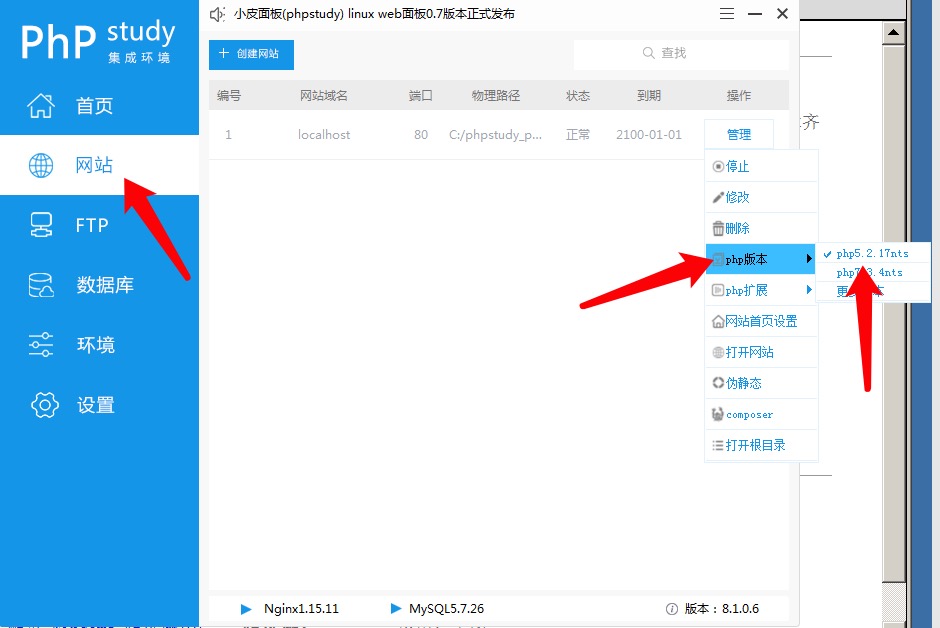 小皮面板(phpstudy) linux web面板0.7版本正式发布
PhP study
集成环境
首页
网站
FTP
数据库
环境
设置
+ 创建网站
查找
编号 网站域名 端口 物理路径 状态 到期 操作
1 localhost 80 C:/phpstudy_p... 正常 2100-01-01 管理
停止
修改
删除
php版本
php5.2.17nts
php7.3.4nts
php扩展
网站首页设置
打开网站
伪静态
composer
打开根目录
齐
Nginx1.15.11
MySQL5.7.26
版本：8.1.0.6